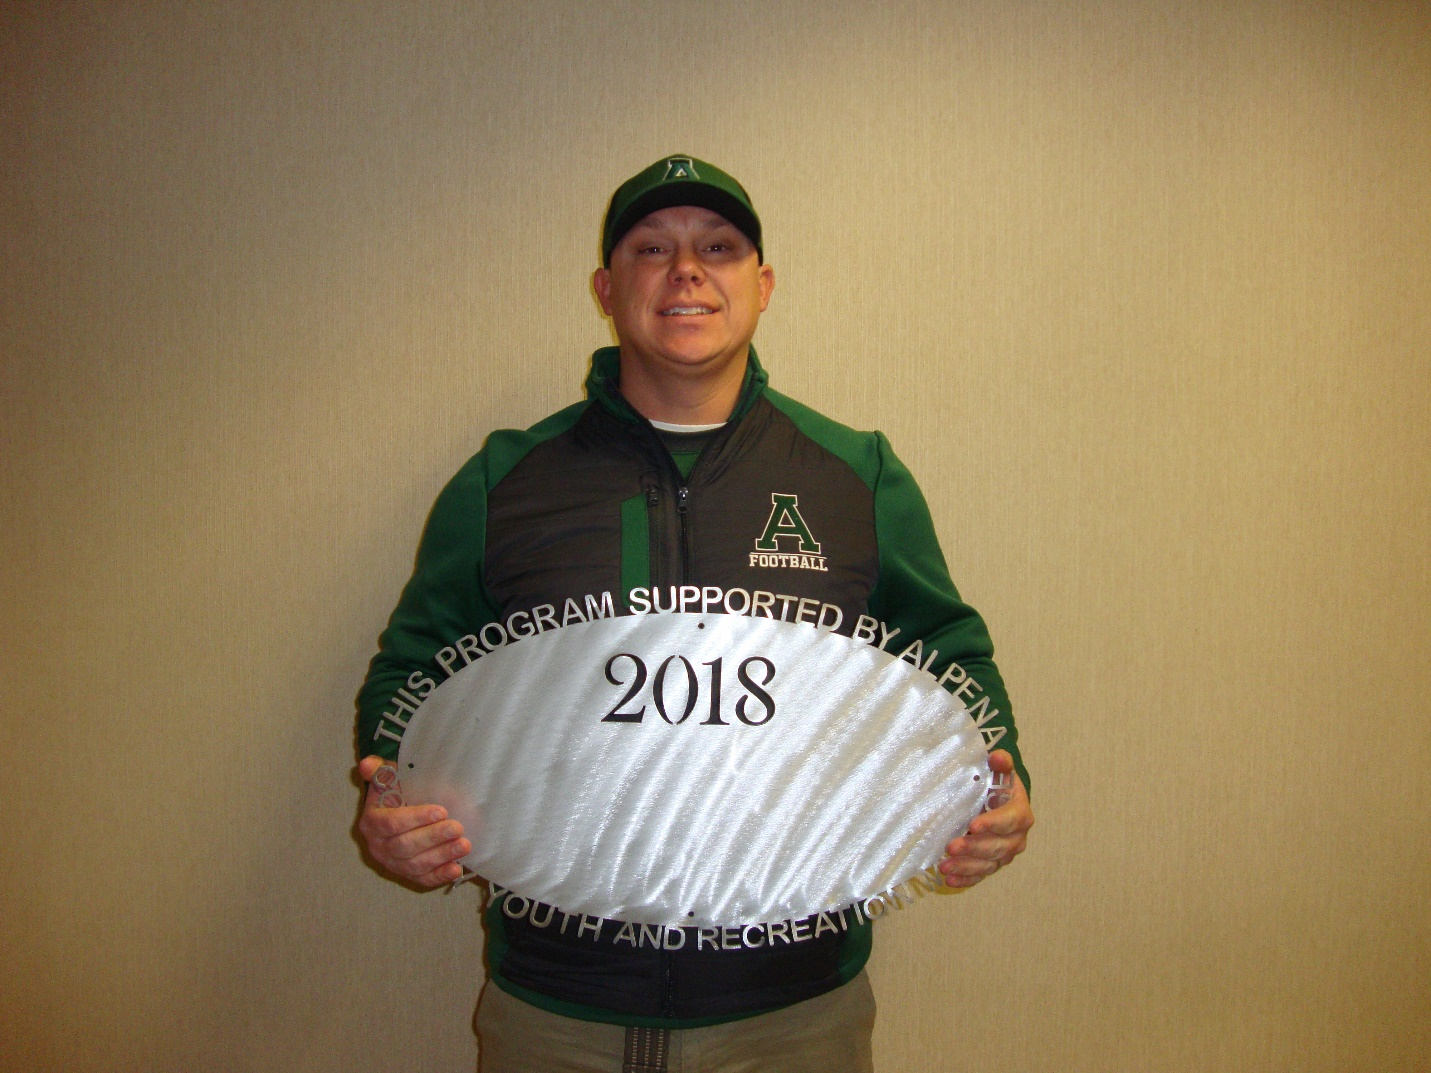 A
A
FOOTBALL
THIS PROGRAM SUPPORTED BY ALPENA
2018
YOUTH AND RECREATION